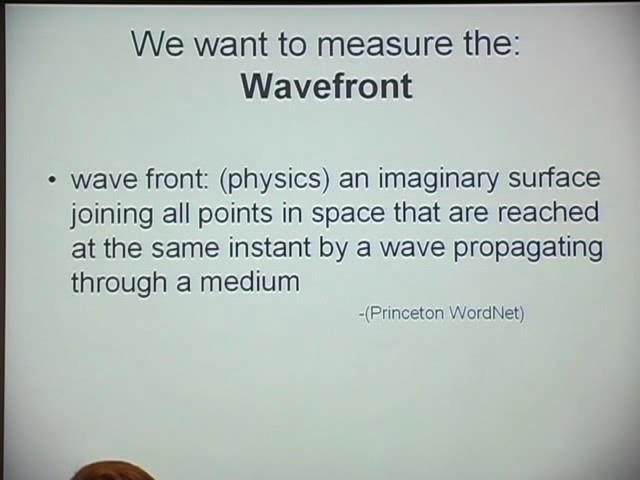 We want to measure the:
Wavefront
• wave front: (physics) an imaginary surface
joining all points in space that are reached
at the same instant by a wave propagating
through a medium
-(Princeton WordNet)